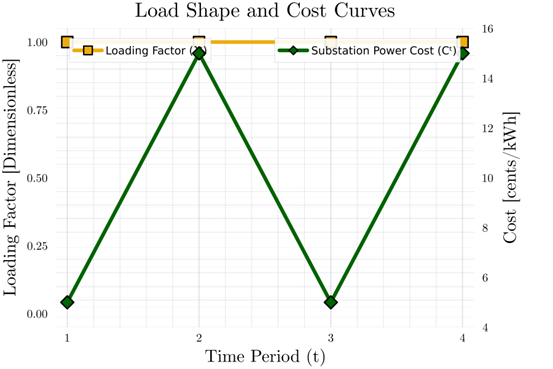 Load Shape and Cost Curves
Loading Factor [Dimensionless]
1.00
0.75
0.50
0.25
0.00
Loading Factor
Substation Power Cost (C
16
14
12
10
8
6
4
Cost [cents/kWh]
1 2 3 4
Time Period (t)